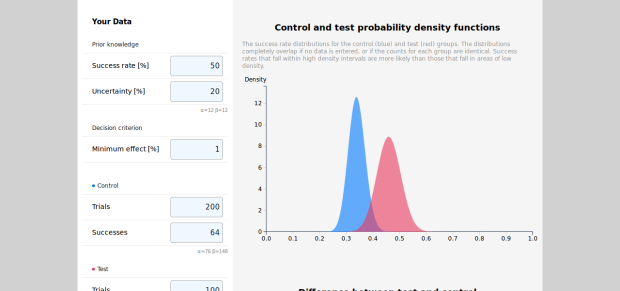 Your Data
Prior knowledge
Success rate [%] 50
Uncertainty [%] 20
α=12 β=12
Decision criterion
Minimum effect [%] 1
Control
Trials 200
Successes 64
α=76 β=148
Test
Trials 100
Control and test probability density functions
The success rate distributions for the control (blue) and test (red) groups. The distributions
completely overlap if no data is entered, or if the counts for each group are identical. Success
rates that fall within high density intervals are more likely than those that fall in areas of low
density.
Density
12
10
8
6
4
2
0
0.0 0.1 0.2 0.3 0.4 0.5 0.6 0.7 0.8 0.9 1.0
Difference between test and control